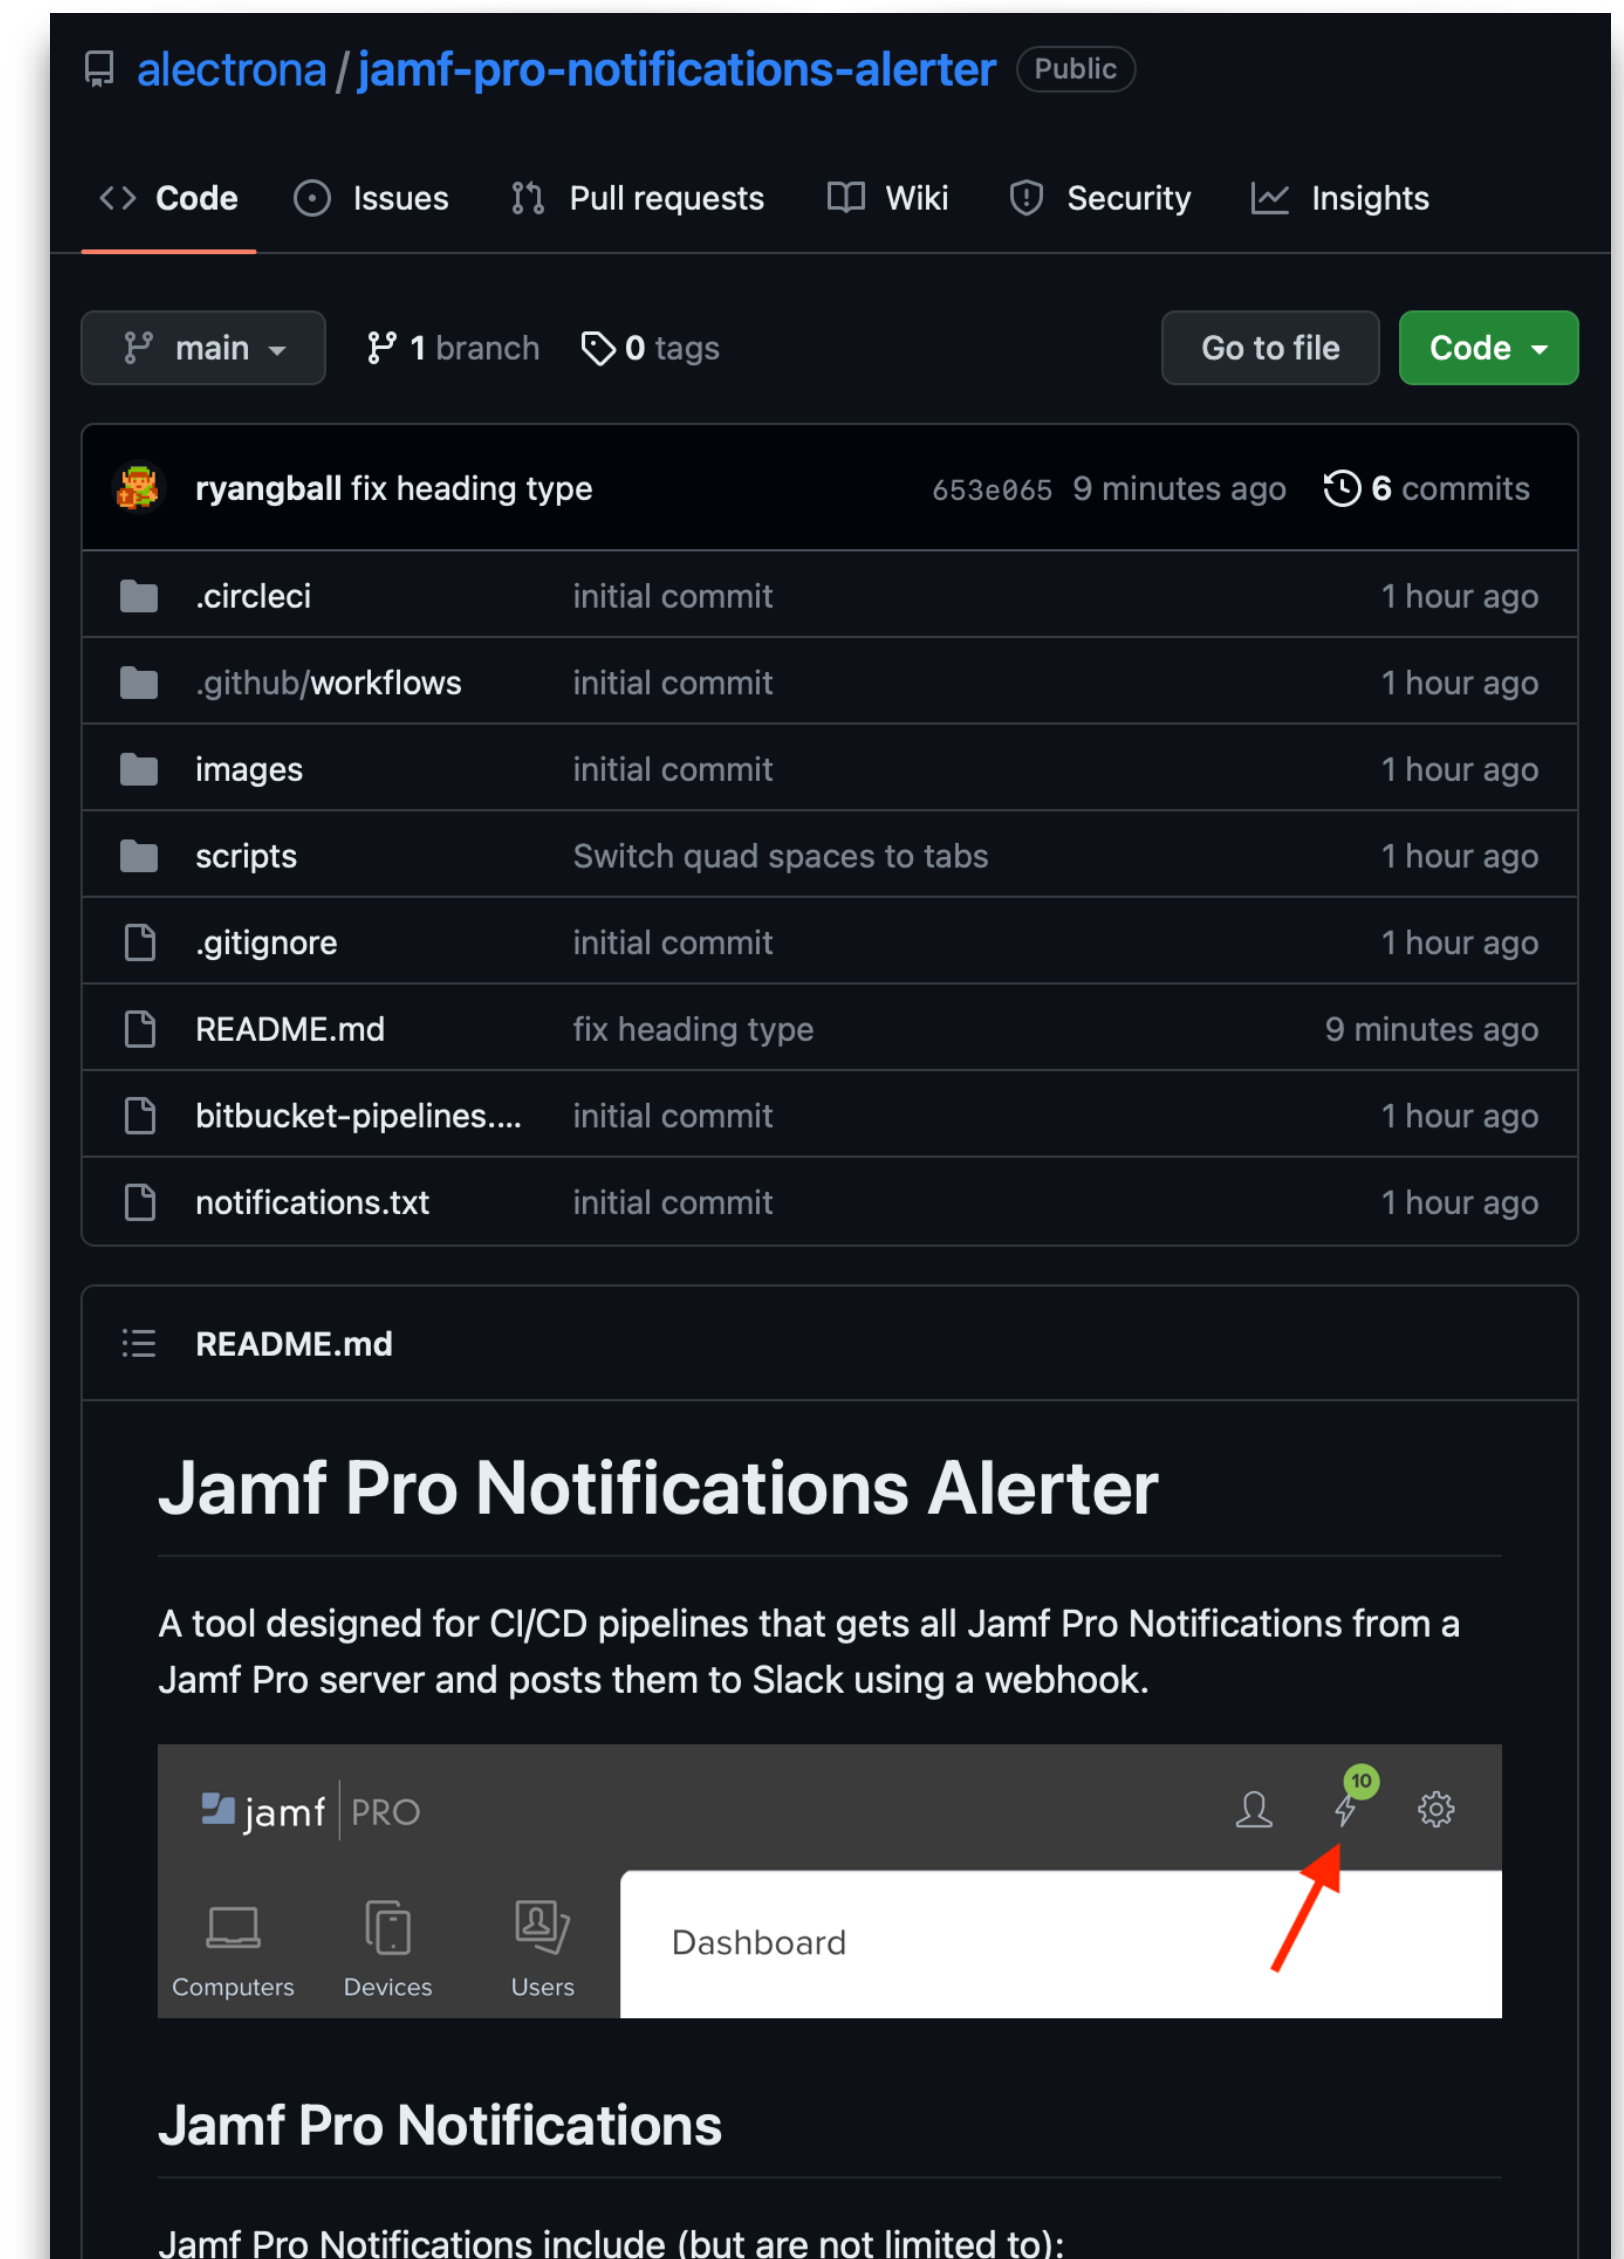 alectrona / jamf-pro-notifications-alerter Public
Code Issues Pull requests Wiki Security Insights
main 1 branch 0 tags Go to file Code
ryangball fix heading type 653e065 9 minutes ago 6 commits
.circleci initial commit 1 hour ago
.github/workflows initial commit 1 hour ago
images initial commit 1 hour ago
scripts Switch quad spaces to tabs 1 hour ago
.gitignore initial commit 1 hour ago
README.md fix heading type 9 minutes ago
bitbucket-pipelines.... initial commit 1 hour ago
notifications.txt initial commit 1 hour ago
README.md
Jamf Pro Notifications Alerter
A tool designed for CI/CD pipelines that gets all Jamf Pro Notifications from a
Jamf Pro server and posts them to Slack using a webhook.
jamf PRO 10
Dashboard
Computers Devices Users
Jamf Pro Notifications
Jamf Pro Notifications include (but are not limited to):